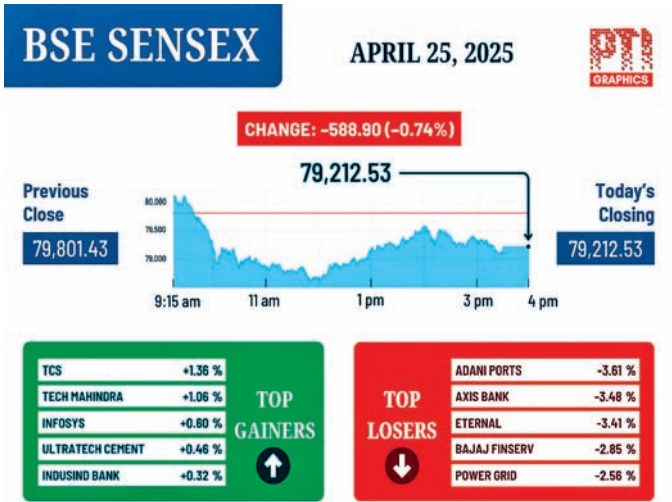 BSE SENSEX
APRIL 25, 2025
PTI
GRAPHICS
CHANGE: -588.90 (-0.74%)
79,212.53
Previous
Close
79,801.43
80,000
79,500
79,000
Today's
Closing
79,212.53
9:15 am 11 am 1 pm 3 pm 4 pm
TCS +1.36 %
TECH MAHINDRA +1.06 %
INFOSYS +0.60 %
ULTRATECH CEMENT +0.46 %
INDUSIND BANK +0.32 %
TOP
GAINERS
TOP
LOSERS
ADANI PORTS -3.61 %
AXIS BANK -3.48 %
ETERNAL -3.41 %
BAJAJ FINSERV -2.85 %
POWER GRID -2.56 %